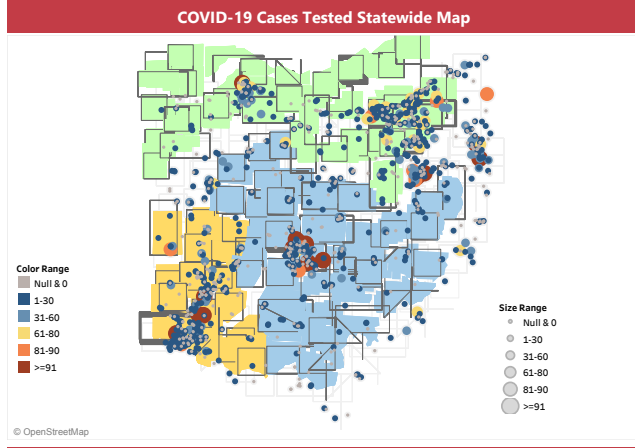 COVID-19 Cases Tested Statewide Map
Color Range
Null & 0
1-30
31-60
61-80
81-90
>=91
Size Range
Null & 0
1-30
31-60
61-80
81-90
>=91
© OpenStreetMap